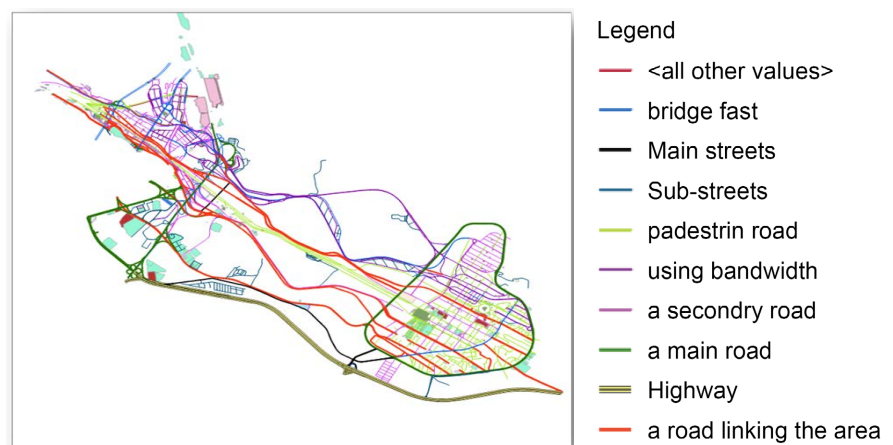 Legend
<all other values>
bridge fast
Main streets
Sub-streets
padestrin road
using bandwidth
a secondry road
a main road
Highway
a road linking the area